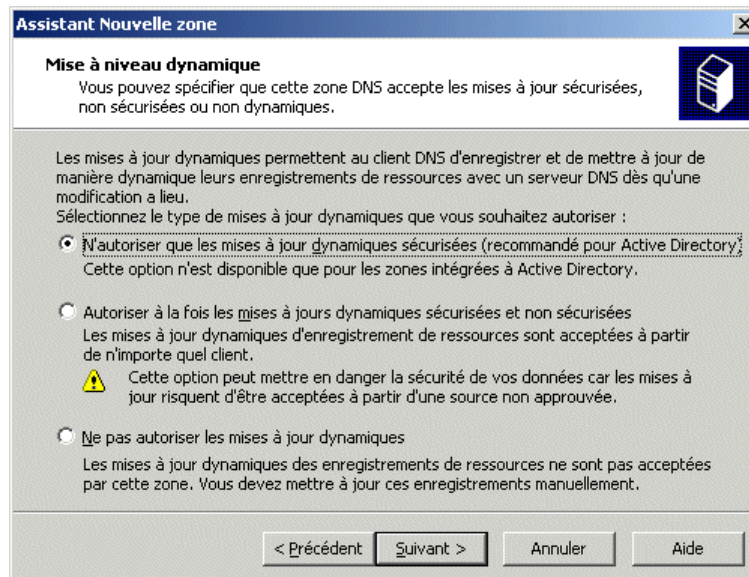 Assistant Nouvelle zone
Mise à niveau dynamique
Vous pouvez spécifier que cette zone DNS accepte les mises à jour sécurisées,
non sécurisées ou non dynamiques.
Les mises à jour dynamiques permettent au client DNS d'enregistrer et de mettre à jour de
manière dynamique leurs enregistrements de ressources avec un serveur DNS dès qu'une
modification a lieu.
Sélectionnez le type de mises à jour dynamiques que vous souhaitez autoriser :
N'autoriser que les mises à jour dynamiques sécurisées (recommandé pour Active Directory)
Cette option n'est disponible que pour les zones intégrées à Active Directory.
Autoriser à la fois les mises à jours dynamiques sécurisées et non sécurisées
Les mises à jour dynamiques d'enregistrement de ressources sont acceptées à partir
de n'importe quel client.
Cette option peut mettre en danger la sécurité de vos données car les mises à
jour risquent d'être acceptées à partir d'une source non approuvée.
Ne pas autoriser les mises à jour dynamiques
Les mises à jour dynamiques des enregistrements de ressources ne sont pas acceptées
par cette zone. Vous devez mettre à jour ces enregistrements manuellement.
< Précédent Suivant > Annuler Aide